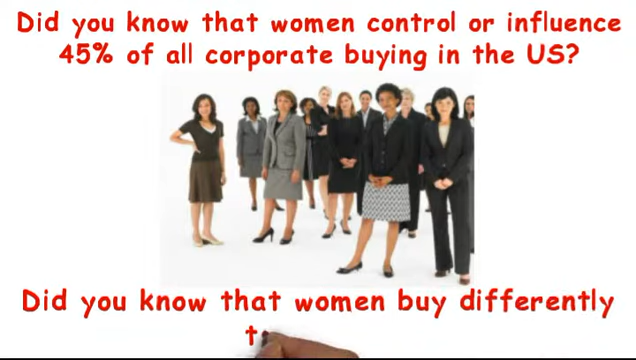 Did you know that women control or influence
45% of all corporate buying in the US?
Did you know that women buy differently
t